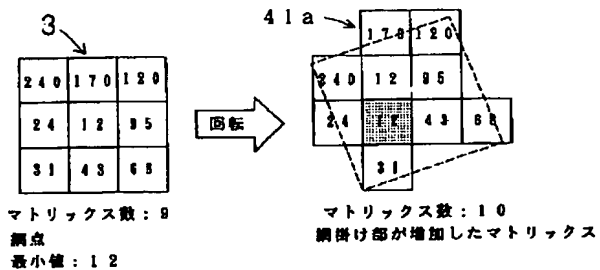 3
41a
170 120
240 170 120
240 12 95
24 12 95
回転
24 12 43 68
31 43 68
31
マトリックス数：9
網点
最小値：12
マトリックス数：10
網掛け部が増加したマトリックス